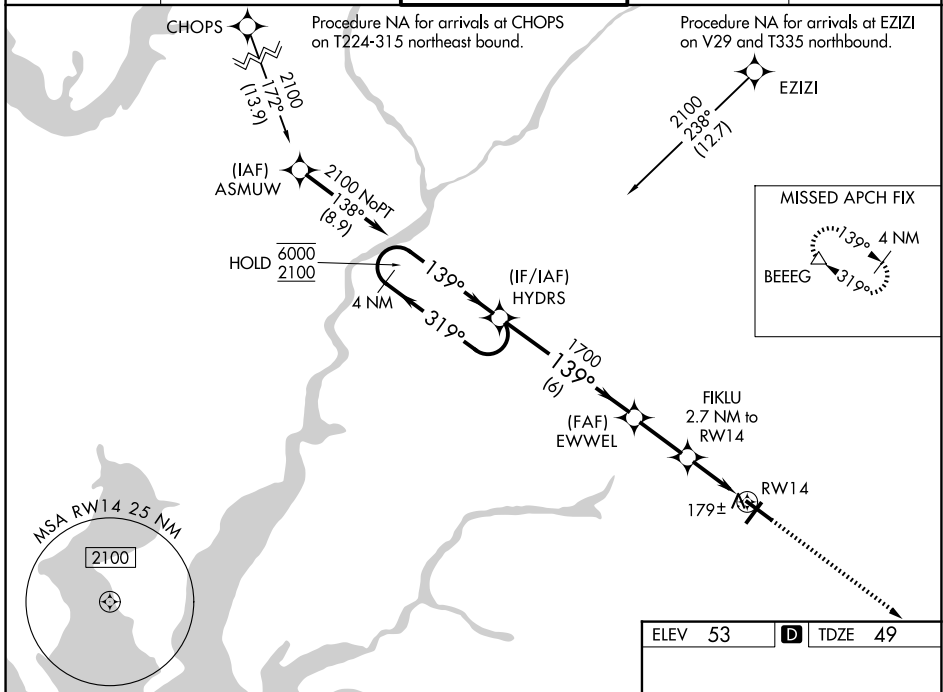 CHOPS
Procedure NA for arrivals at CHOPS
on T224-315 northeast bound.
Procedure NA for arrivals at EZIZI
on V29 and T335 northbound.
2100
172°
(13.9)
EZIZI
2100
238°
(12.7)
(IAF)
ASMUW
2100 NoPT
138°
(8.9)
MISSED APCH FIX
139°
4 NM
BEEEG
319°
HOLD
6000
2100
4 NM
139°
319°
(IF/IAF)
HYDRS
1700
139°
(6)
(FAF)
EWWEL
FIKLU
2.7 NM to
RW14
RW14
179±
MSA RW14 25 NM
2100
ELEV 53 D TDZE 49